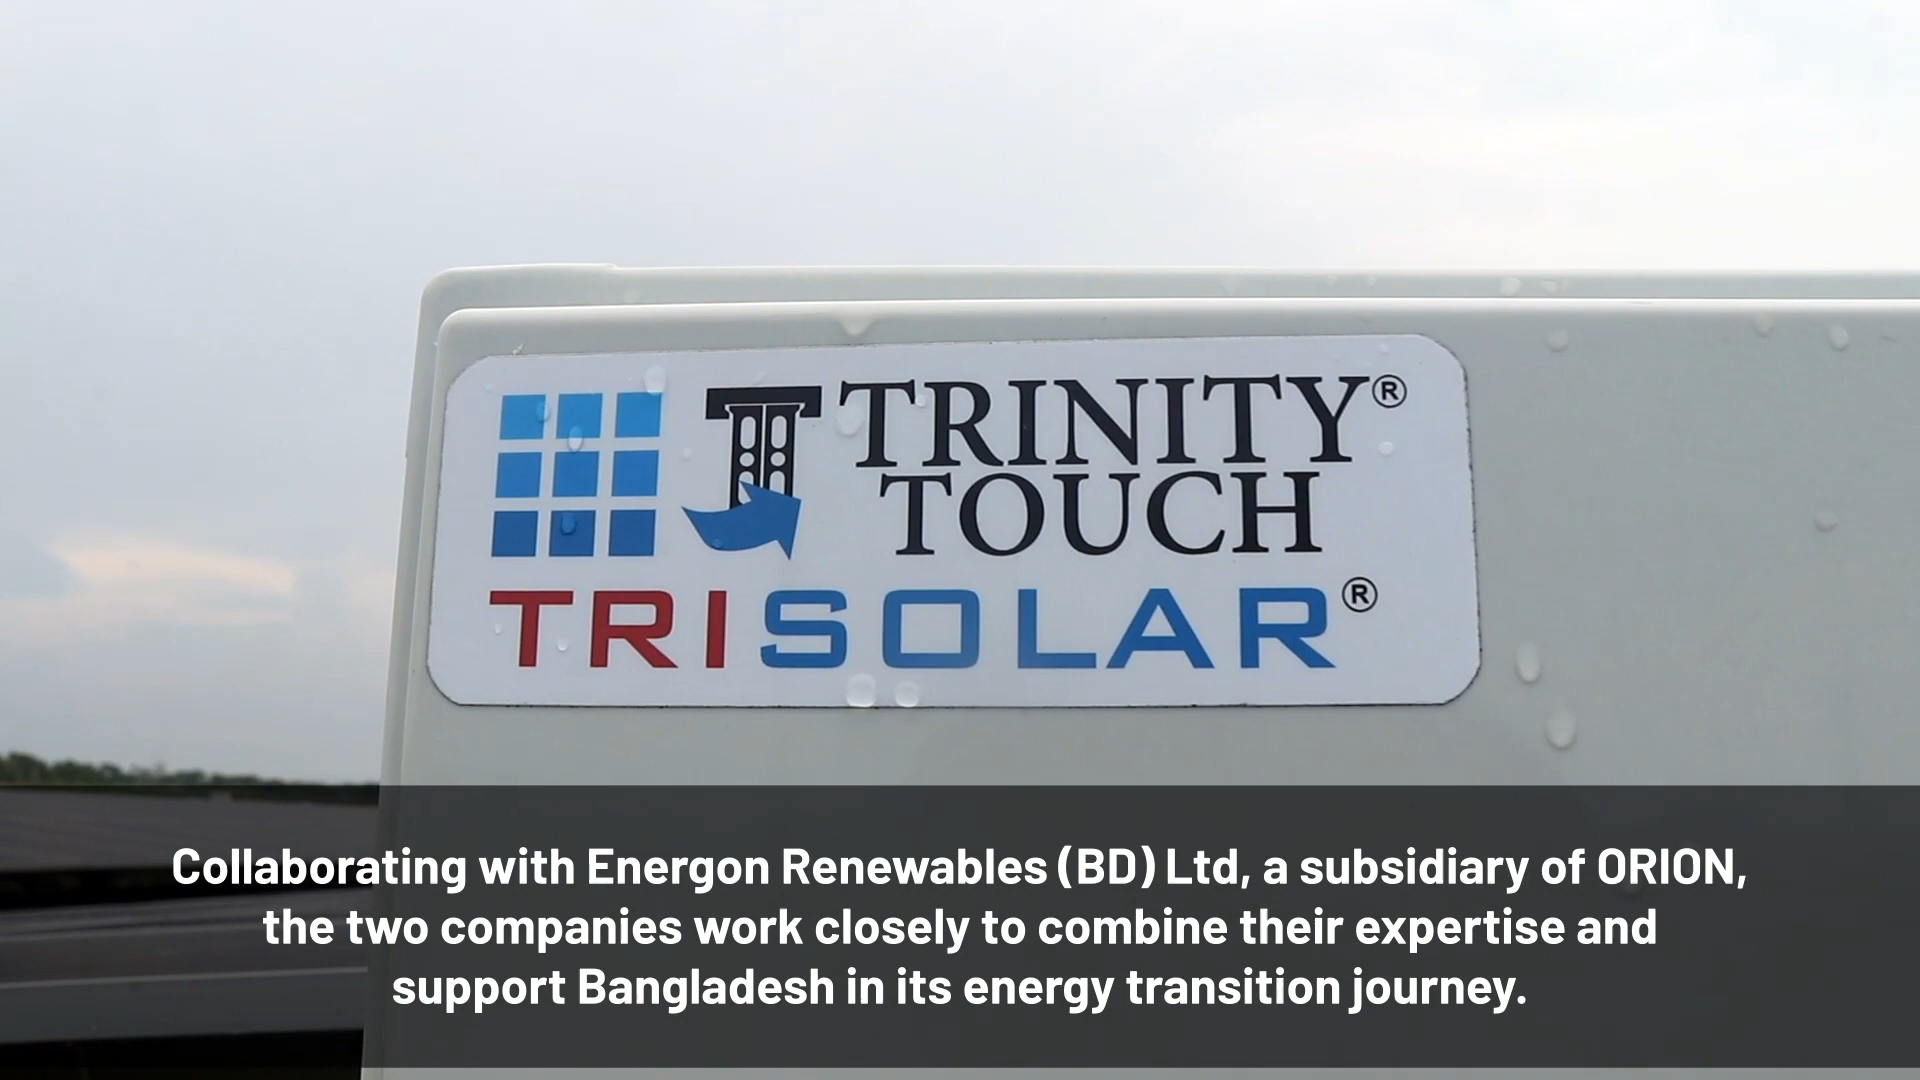 TRINITY®
TOUCH
TRISOLAR®
Collaborating with Energon Renewables (BD) Ltd, a subsidiary of ORION,
the two companies work closely to combine their expertise and
support Bangladesh in its energy transition journey.